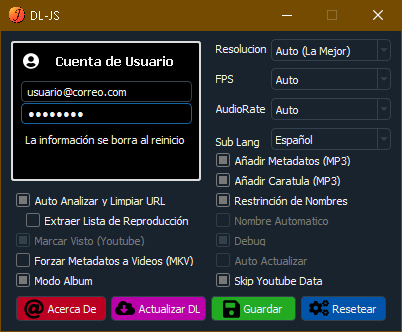 DL-JS
Cuenta de Usuario
usuario@correo.com
●●●●●●●●
La información se borra al reinicio
Resolucion
Auto (La Mejor)
FPS
Auto
AudioRate
Auto
Sub Lang
Español
Añadir Metadatos (MP3)
Añadir Caratula (MP3)
Auto Analizar y Limpiar URL
Restrinción de Nombres
Extraer Lista de Reproducción
Nombre Automatico
Marcar Visto (Youtube)
Debug
Forzar Metadatos a Videos (MKV)
Auto Actualizar
Modo Album
Skip Youtube Data
Acerca De
Actualizar DL
Guardar
Resetear